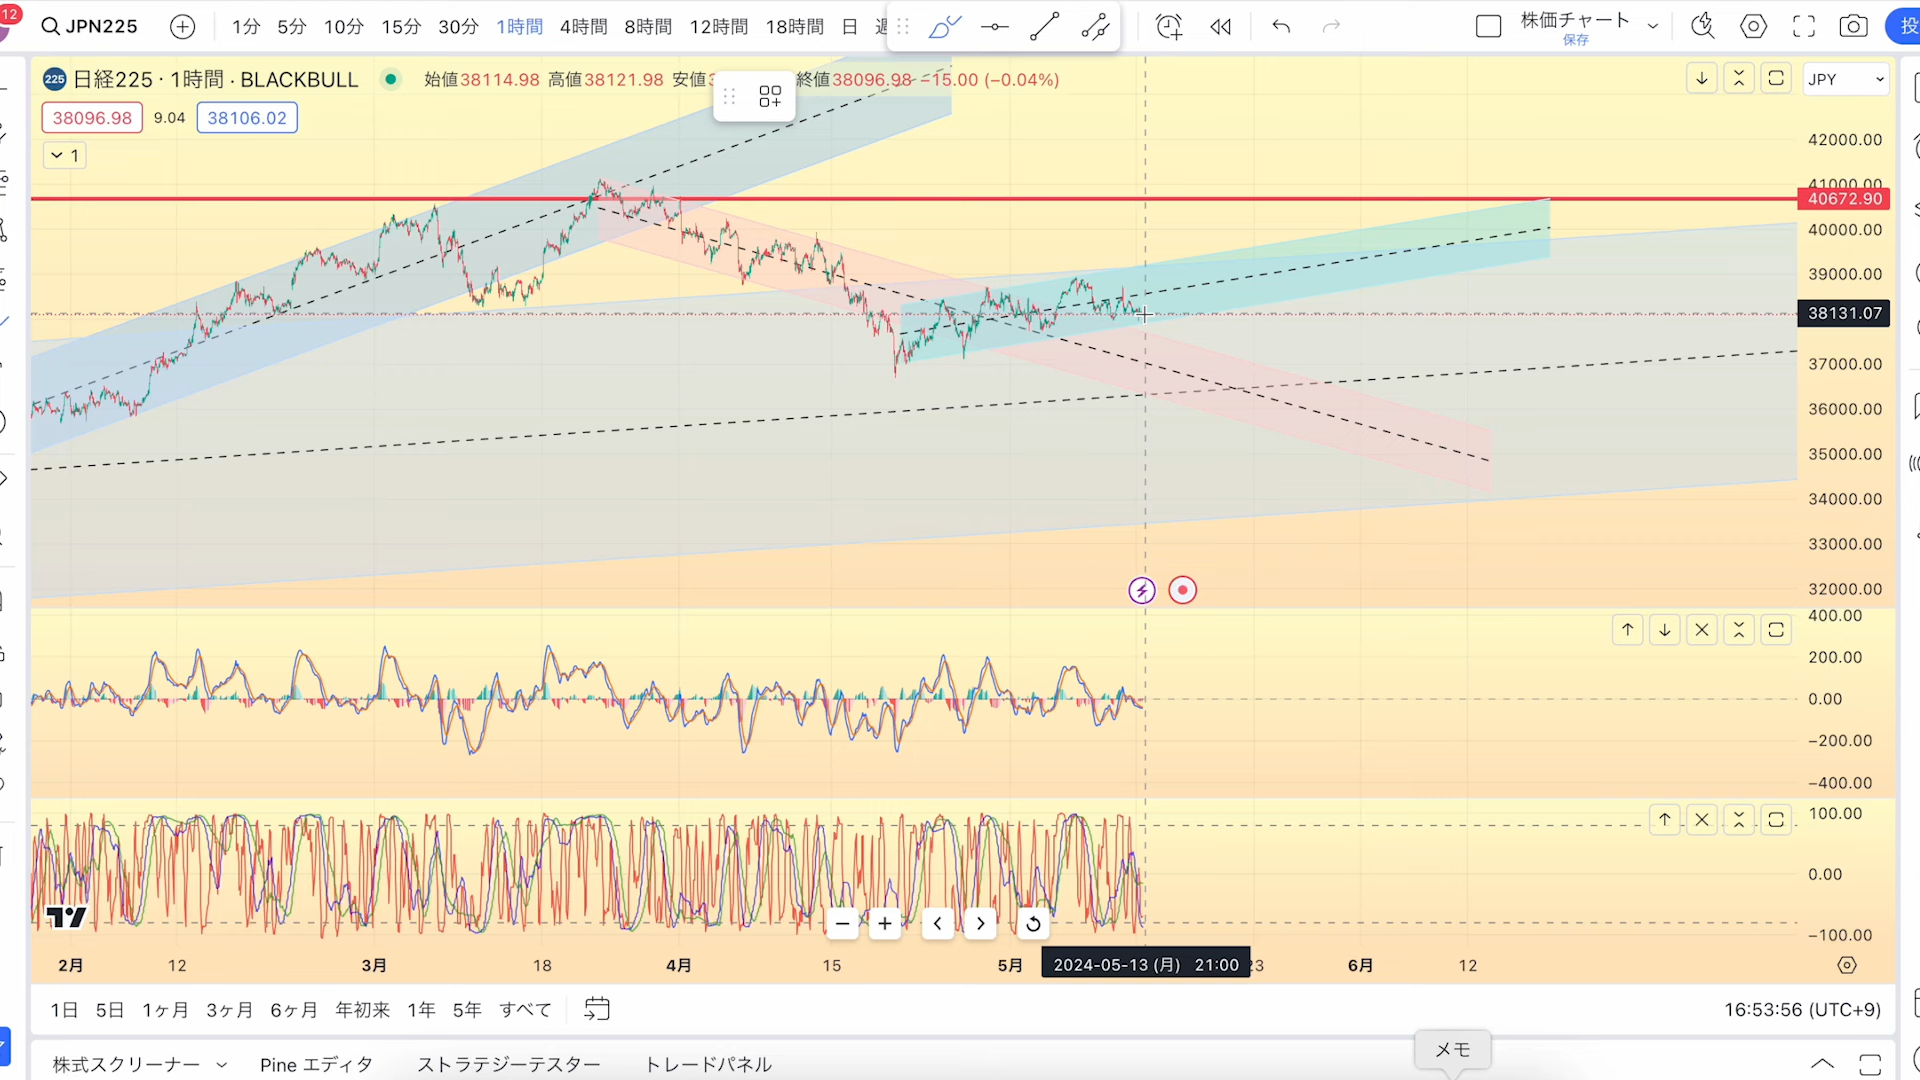 12
JPN225
1分 5分 10分 15分 30分 1時間 4時間 8時間 12時間 18時間 日
株価チャート
保存
225 日経225 · 1時間 · BLACKBULL
始値38114.98 高値38121.98 安値 終値38096.98 −15.00 (−0.04%)
JPY
38096.98 9.04 38106.02
1
42000.00
41000.00
40672.90
40000.00
39000.00
38131.07
37000.00
36000.00
35000.00
34000.00
33000.00
32000.00
400.00
200.00
0.00
−200.00
−400.00
100.00
0.00
−100.00
2月 12 3月 18 4月 15 5月 2024-05-13 (月) 21:00 23 6月 12
1日 5日 1ヶ月 3ヶ月 6ヶ月 年初来 1年 5年 すべて
16:53:56 (UTC+9)
株式スクリーナー Pine エディタ ストラテジーテスター トレードパネル
メモ